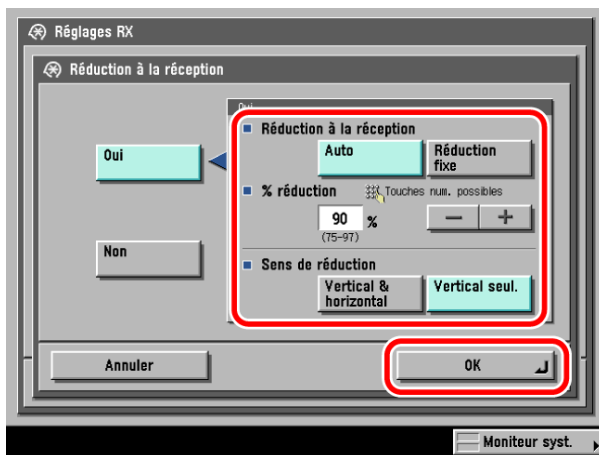 Réglages RX
Réduction à la réception
Oui
Oui
Réduction à la réception
Auto
Réduction
fixe
% réduction
Touches num. possibles
90 %
(75-97)
- +
Non
Sens de réduction
Vertical &
horizontal
Vertical seul.
Annuler
OK
Moniteur syst.